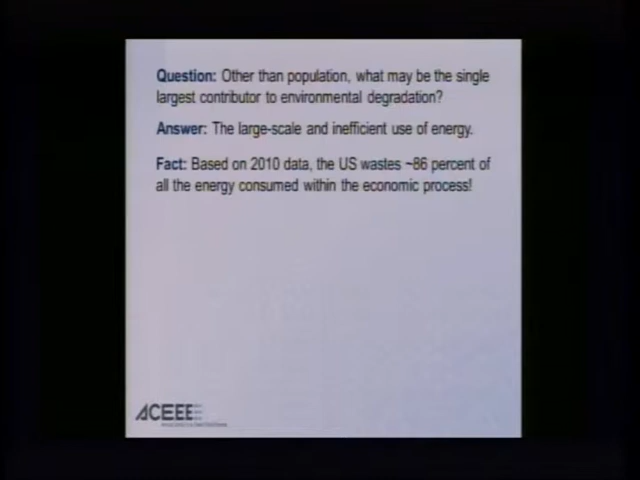 Question: Other than population, what may be the single
largest contributor to environmental degradation?
Answer: The large-scale and inefficient use of energy.
Fact: Based on 2010 data, the US wastes ~86 percent of
all the energy consumed within the economic process!
ACEEE